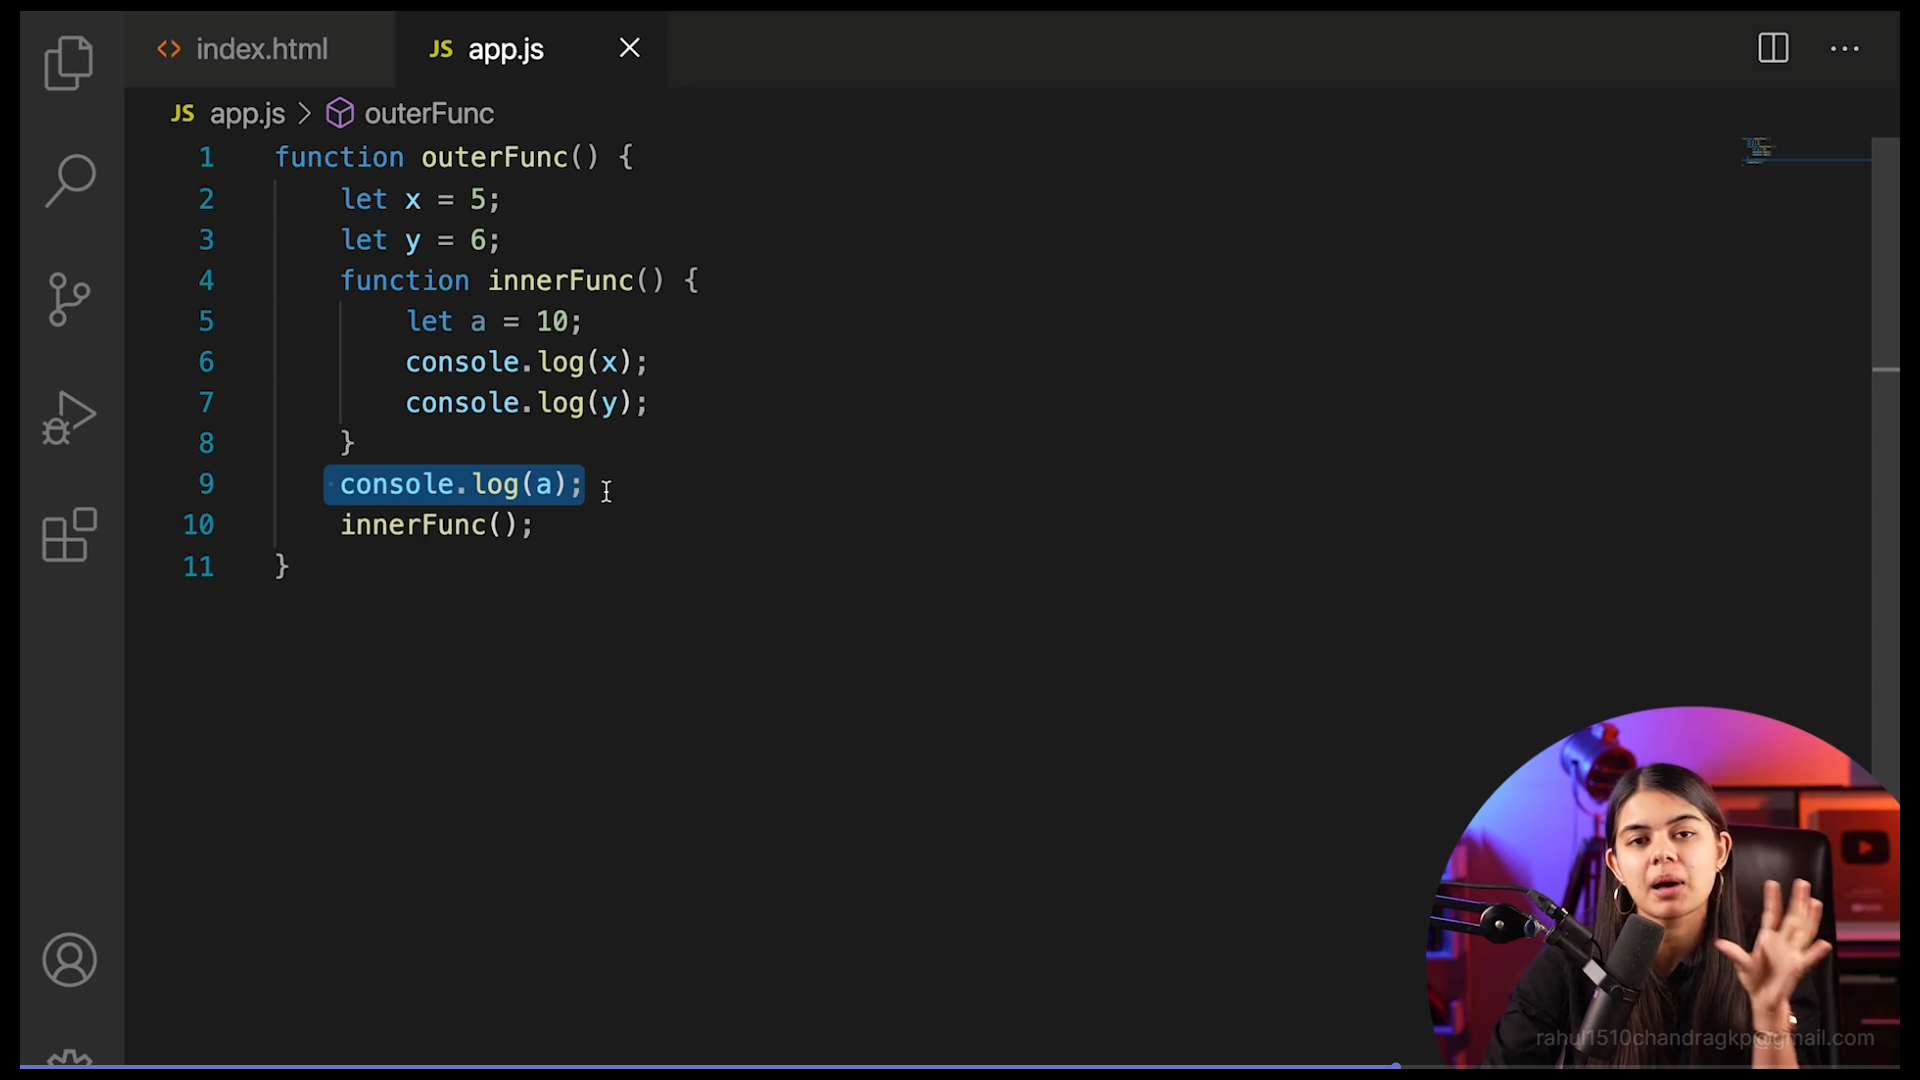 index.html
JS app.js
JS app.js > outerFunc
1 function outerFunc() {
2 let x = 5;
3 let y = 6;
4 function innerFunc() {
5 let a = 10;
6 console.log(x);
7 console.log(y);
8 }
9 console.log(a);
10 innerFunc();
11 }
rahul1510chandragkp@gmail.com